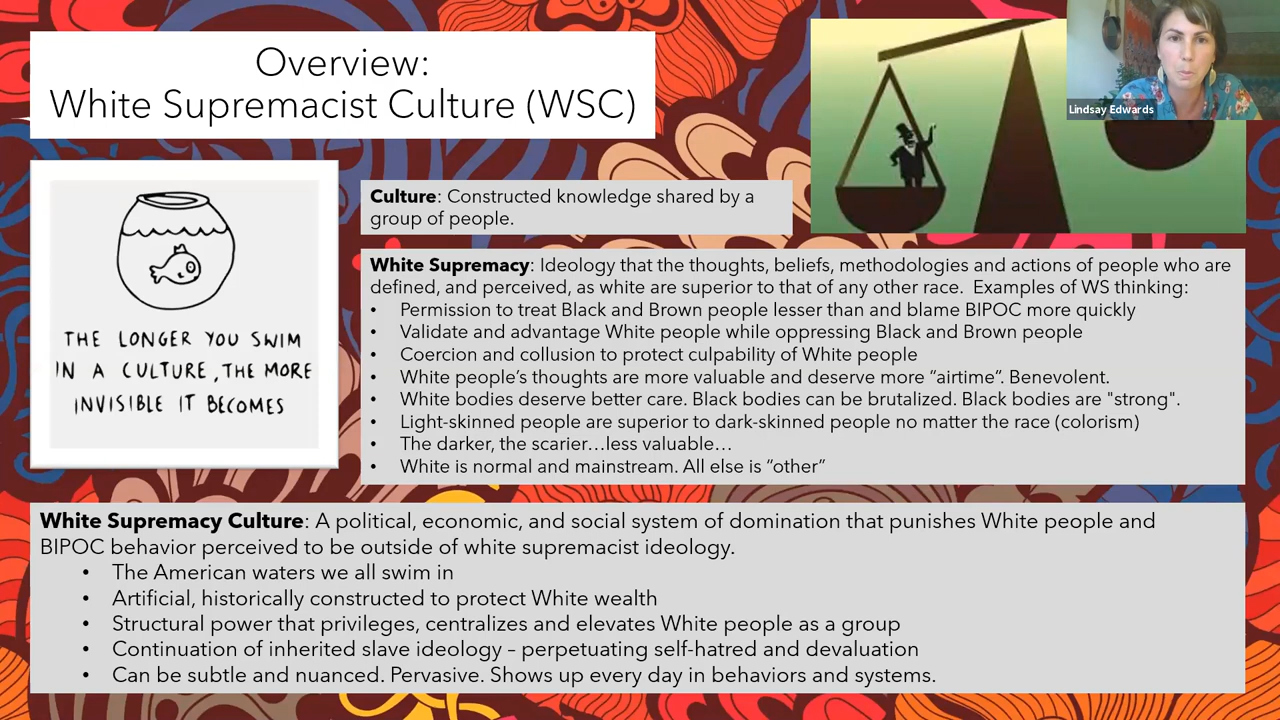 Overview:
White Supremacist Culture (WSC)
Lindsay Edwards
THE LONGER YOU SWIM
IN A CULTURE, THE MORE
INVISIBLE IT BECOMES
Culture: Constructed knowledge shared by a
group of people.
White Supremacy: Ideology that the thoughts, beliefs, methodologies and actions of people who are
defined, and perceived, as white are superior to that of any other race.  Examples of WS thinking:
• Permission to treat Black and Brown people lesser than and blame BIPOC more quickly
• Validate and advantage White people while oppressing Black and Brown people
• Coercion and collusion to protect culpability of White people
• White people’s thoughts are more valuable and deserve more “airtime”. Benevolent.
• White bodies deserve better care. Black bodies can be brutalized. Black bodies are "strong".
• Light-skinned people are superior to dark-skinned people no matter the race (colorism)
• The darker, the scarier…less valuable…
• White is normal and mainstream. All else is “other”
White Supremacy Culture: A political, economic, and social system of domination that punishes White people and
BIPOC behavior perceived to be outside of white supremacist ideology.
• The American waters we all swim in
• Artificial, historically constructed to protect White wealth
• Structural power that privileges, centralizes and elevates White people as a group
• Continuation of inherited slave ideology – perpetuating self-hatred and devaluation
• Can be subtle and nuanced. Pervasive. Shows up every day in behaviors and systems.